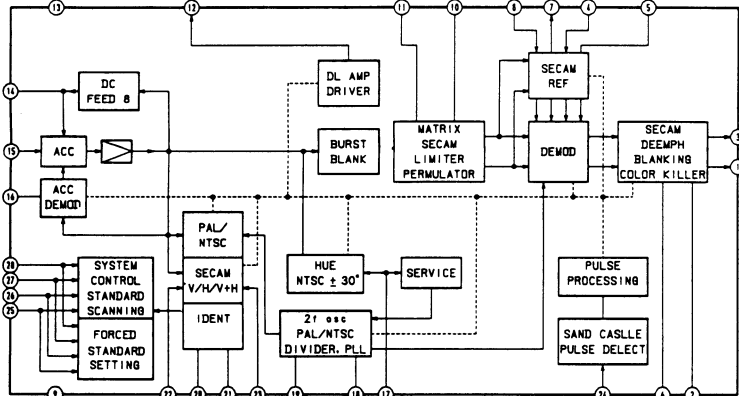 13
12
11
10
8
7
4
5
14
DC
FEED 8
DL AMP
DRIVER
SECAM
REF
15
ACC
BURST
BLANK
MATRIX
SECAM
LIMITER
PERMULATOR
DEMOD
SECAM
DEEMPH
BLANKING
COLOR KILLER
3
1
16
ACC
DEMOD
PAL/
NTSC
28
27
26
25
SYSTEM
CONTROL
STANDARD
SCANNING
SECAM
V/H/V+H
HUE
NTSC ± 30°
SERVICE
PULSE
PROCESSING
FORCED
STANDARD
SETTING
IDENT
2f osc
PAL/NTSC
DIVIDER, PLL
SAND CASLLE
PULSE DELECT
9
22
20
21
23
19
18
17
24
6
2